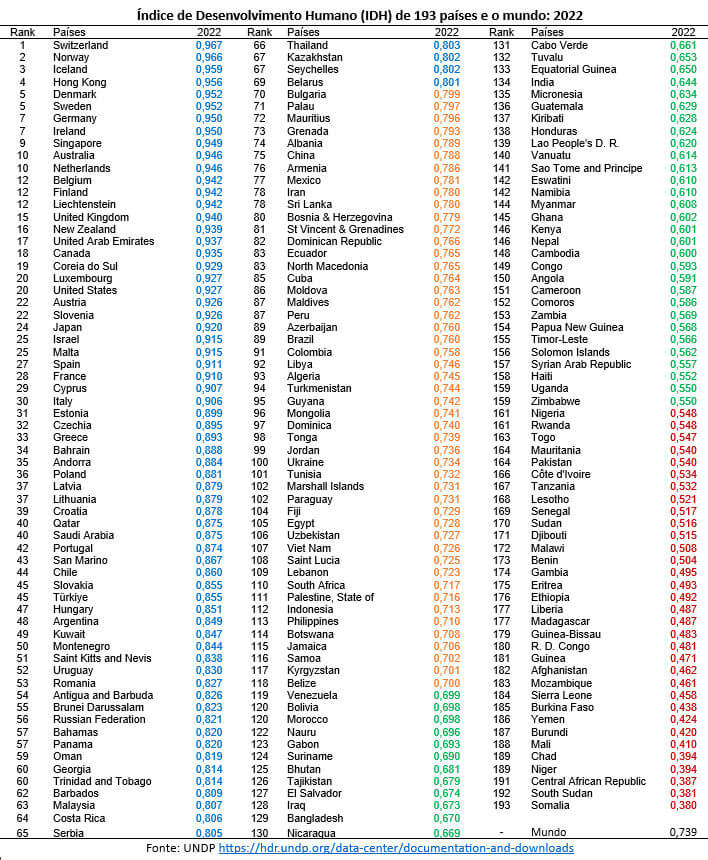 Índice de Desenvolvimento Humano (IDH) de 193 países e o mundo: 2022
Rank Países 2022 Rank Países 2022 Rank Países 2022
1 Switzerland 0,967 66 Thailand 0,803 131 Cabo Verde 0,661
2 Norway 0,966 67 Kazakhstan 0,802 132 Tuvalu 0,653
3 Iceland 0,959 67 Seychelles 0,802 133 Equatorial Guinea 0,650
4 Hong Kong 0,956 69 Belarus 0,801 134 India 0,644
5 Denmark 0,952 70 Bulgaria 0,799 135 Micronesia 0,634
5 Sweden 0,952 71 Palau 0,797 136 Guatemala 0,629
7 Germany 0,950 72 Mauritius 0,796 137 Kiribati 0,628
7 Ireland 0,950 73 Grenada 0,793 138 Honduras 0,624
9 Singapore 0,949 74 Albania 0,789 139 Lao People's D. R. 0,620
10 Australia 0,946 75 China 0,788 140 Vanuatu 0,614
10 Netherlands 0,946 76 Armenia 0,786 141 Sao Tome and Principe 0,613
12 Belgium 0,942 77 Mexico 0,781 142 Eswatini 0,610
12 Finland 0,942 78 Iran 0,780 142 Namibia 0,610
12 Liechtenstein 0,942 78 Sri Lanka 0,780 144 Myanmar 0,608
15 United Kingdom 0,940 80 Bosnia & Herzegovina 0,779 145 Ghana 0,602
16 New Zealand 0,939 81 St Vincent & Grenadines 0,772 146 Kenya 0,601
17 United Arab Emirates 0,937 82 Dominican Republic 0,766 146 Nepal 0,601
18 Canada 0,935 83 Ecuador 0,765 148 Cambodia 0,600
19 Coreia do Sul 0,929 83 North Macedonia 0,765 149 Congo 0,593
20 Luxembourg 0,927 85 Cuba 0,764 150 Angola 0,591
20 United States 0,927 86 Moldova 0,763 151 Cameroon 0,587
22 Austria 0,926 87 Maldives 0,762 152 Comoros 0,586
22 Slovenia 0,926 87 Peru 0,762 153 Zambia 0,569
24 Japan 0,920 89 Azerbaijan 0,760 154 Papua New Guinea 0,568
25 Israel 0,915 89 Brazil 0,760 155 Timor-Leste 0,566
25 Malta 0,915 91 Colombia 0,758 156 Solomon Islands 0,562
27 Spain 0,911 92 Libya 0,746 157 Syrian Arab Republic 0,557
28 France 0,910 93 Algeria 0,745 158 Haiti 0,552
29 Cyprus 0,907 94 Turkmenistan 0,744 159 Uganda 0,550
30 Italy 0,906 95 Guyana 0,742 159 Zimbabwe 0,550
31 Estonia 0,899 96 Mongolia 0,741 161 Nigeria 0,548
32 Czechia 0,895 97 Dominica 0,740 161 Rwanda 0,548
33 Greece 0,893 98 Tonga 0,739 163 Togo 0,547
34 Bahrain 0,888 99 Jordan 0,736 164 Mauritania 0,540
35 Andorra 0,884 100 Ukraine 0,734 164 Pakistan 0,540
36 Poland 0,881 101 Tunisia 0,732 166 Côte d'Ivoire 0,534
37 Latvia 0,879 102 Marshall Islands 0,731 167 Tanzania 0,532
37 Lithuania 0,879 102 Paraguay 0,731 168 Lesotho 0,521
39 Croatia 0,878 104 Fiji 0,729 169 Senegal 0,517
40 Qatar 0,875 105 Egypt 0,728 170 Sudan 0,516
40 Saudi Arabia 0,875 106 Uzbekistan 0,727 171 Djibouti 0,515
42 Portugal 0,874 107 Viet Nam 0,726 172 Malawi 0,508
43 San Marino 0,867 108 Saint Lucia 0,725 173 Benin 0,504
44 Chile 0,860 109 Lebanon 0,723 174 Gambia 0,495
45 Slovakia 0,855 110 South Africa 0,717 175 Eritrea 0,493
45 Türkiye 0,855 111 Palestine, State of 0,716 176 Ethiopia 0,492
47 Hungary 0,851 112 Indonesia 0,713 177 Liberia 0,487
48 Argentina 0,849 113 Philippines 0,710 177 Madagascar 0,487
49 Kuwait 0,847 114 Botswana 0,708 179 Guinea-Bissau 0,483
50 Montenegro 0,844 115 Jamaica 0,706 180 R. D. Congo 0,481
51 Saint Kitts and Nevis 0,838 116 Samoa 0,702 181 Guinea 0,471
52 Uruguay 0,830 117 Kyrgyzstan 0,701 182 Afghanistan 0,462
53 Romania 0,827 118 Belize 0,700 183 Mozambique 0,461
54 Antigua and Barbuda 0,826 119 Venezuela 0,699 184 Sierra Leone 0,458
55 Brunei Darussalam 0,823 120 Bolivia 0,698 185 Burkina Faso 0,438
56 Russian Federation 0,821 120 Morocco 0,698 186 Yemen 0,424
57 Bahamas 0,820 122 Nauru 0,696 187 Burundi 0,420
57 Panama 0,820 123 Gabon 0,693 188 Mali 0,410
59 Oman 0,819 124 Suriname 0,690 189 Chad 0,394
60 Georgia 0,814 125 Bhutan 0,681 189 Niger 0,394
60 Trinidad and Tobago 0,814 126 Tajikistan 0,679 191 Central African Republic 0,387
62 Barbados 0,809 127 El Salvador 0,674 192 South Sudan 0,381
63 Malaysia 0,807 128 Iraq 0,673 193 Somalia 0,380
64 Costa Rica 0,806 129 Bangladesh 0,670
65 Serbia 0,805 130 Nicaragua 0,669 - Mundo 0,739
Fonte: UNDP https://hdr.undp.org/data-center/documentation-and-downloads